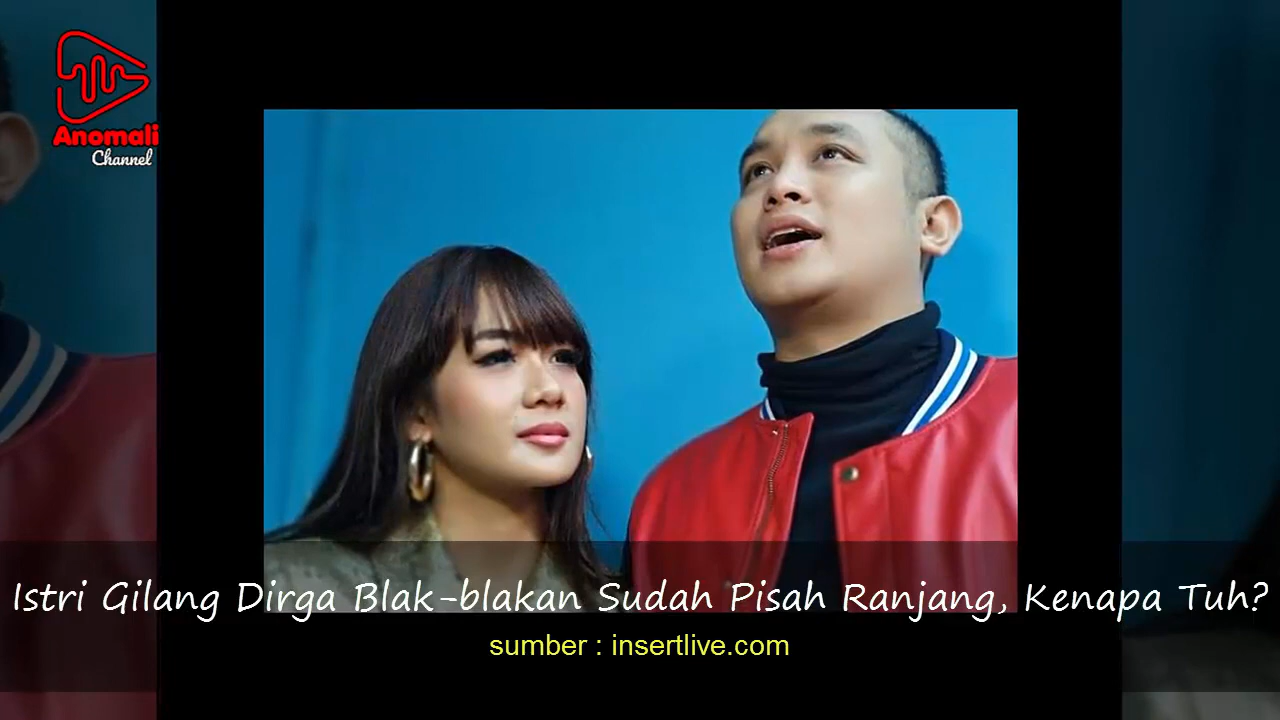 Anomali
Channel
Istri Gilang Dirga Blak-blakan Sudah Pisah Ranjang, Kenapa Tuh?
sumber : insertlive.com